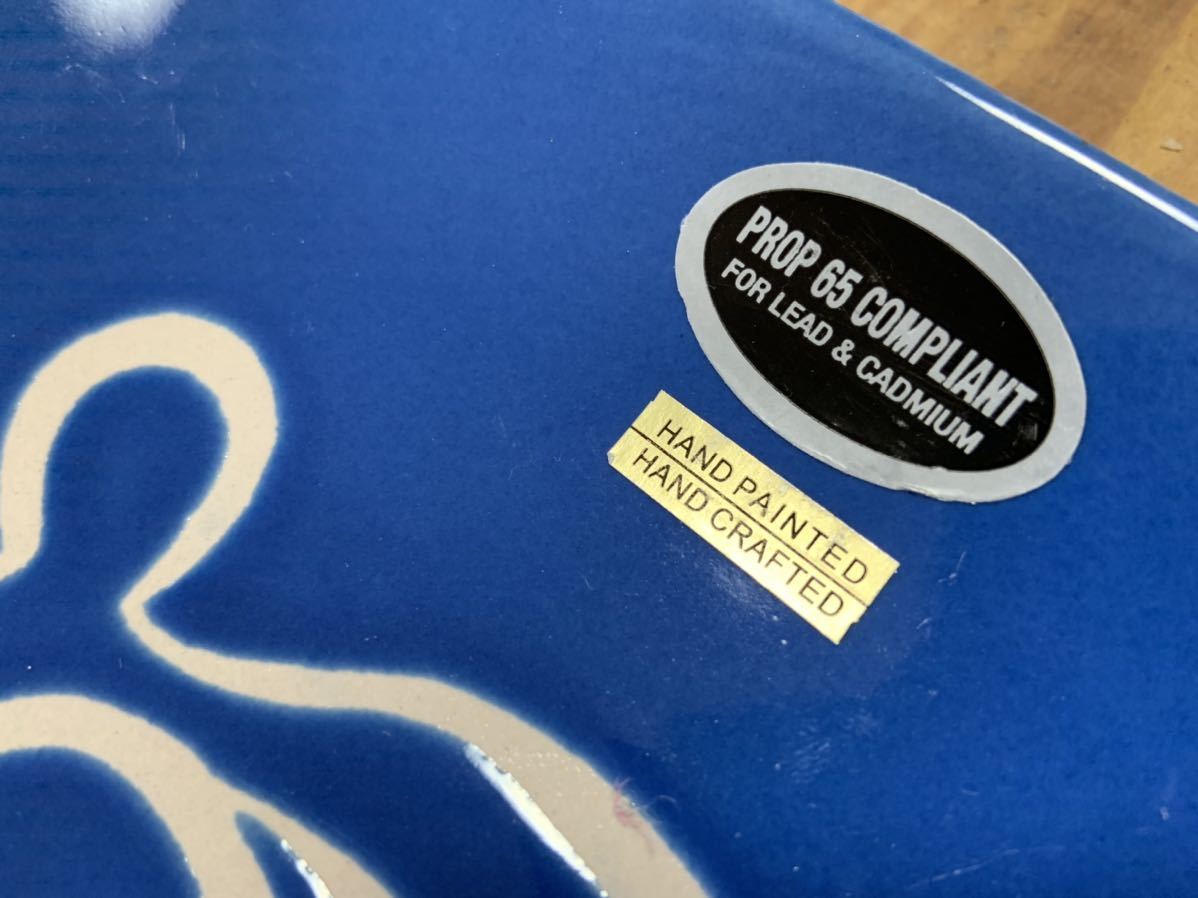 PROP 65 COMPLIANT
FOR LEAD & CADMIUM
HAND PAINTED
HAND CRAFTED